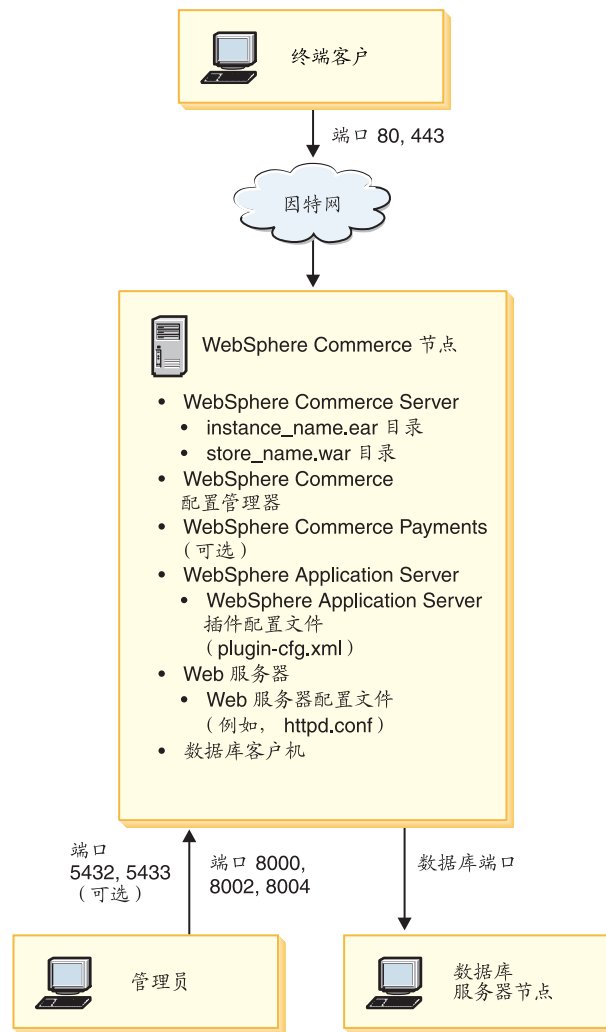 终端客户
端口 80, 443
因特网
WebSphere Commerce 节点
• WebSphere Commerce Server
• instance_name.ear 目录
• store_name.war 目录
• WebSphere Commerce
配置管理器
• WebSphere Commerce Payments
（可选）
• WebSphere Application Server
• WebSphere Application Server
插件配置文件
（plugin-cfg.xml）
• Web 服务器
• Web 服务器配置文件
（例如， httpd.conf）
• 数据库客户机
端口
5432, 5433
（可选）
端口 8000,
8002, 8004
数据库端口
管理员
数据库
服务器节点